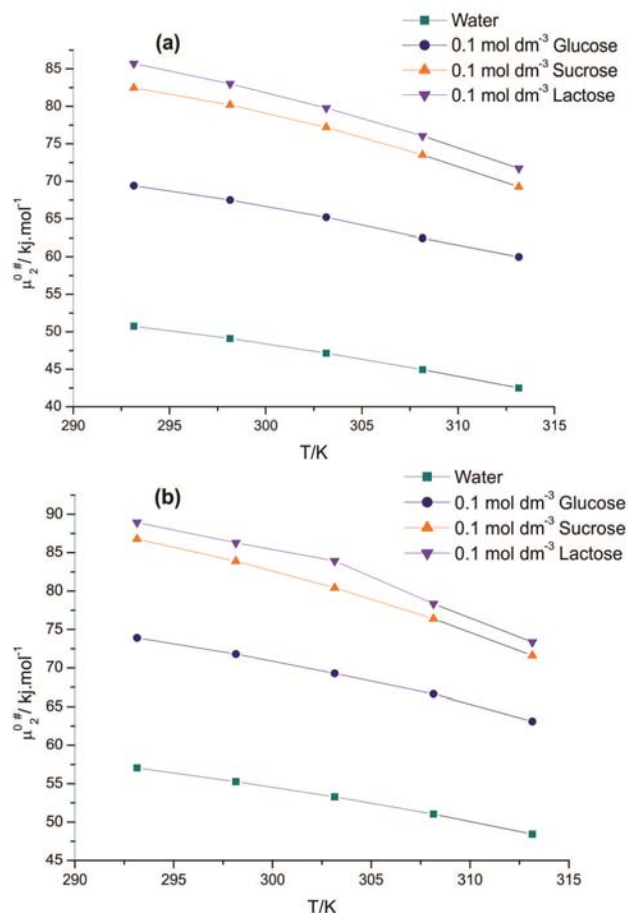 (a)
Water
0.1 mol dm⁻³ Glucose
0.1 mol dm⁻³ Sucrose
0.1 mol dm⁻³ Lactose
85
80
75
70
65
60
55
50
45
40
μ₂⁰ #/ kj.mol⁻¹
290 295 300 305 310 315
T/K
(b)
Water
0.1 mol dm⁻³ Glucose
0.1 mol dm⁻³ Sucrose
0.1 mol dm⁻³ Lactose
90
85
80
75
70
65
60
55
50
45
μ₂⁰ #/ kj.mol⁻¹
290 295 300 305 310 315
T/K